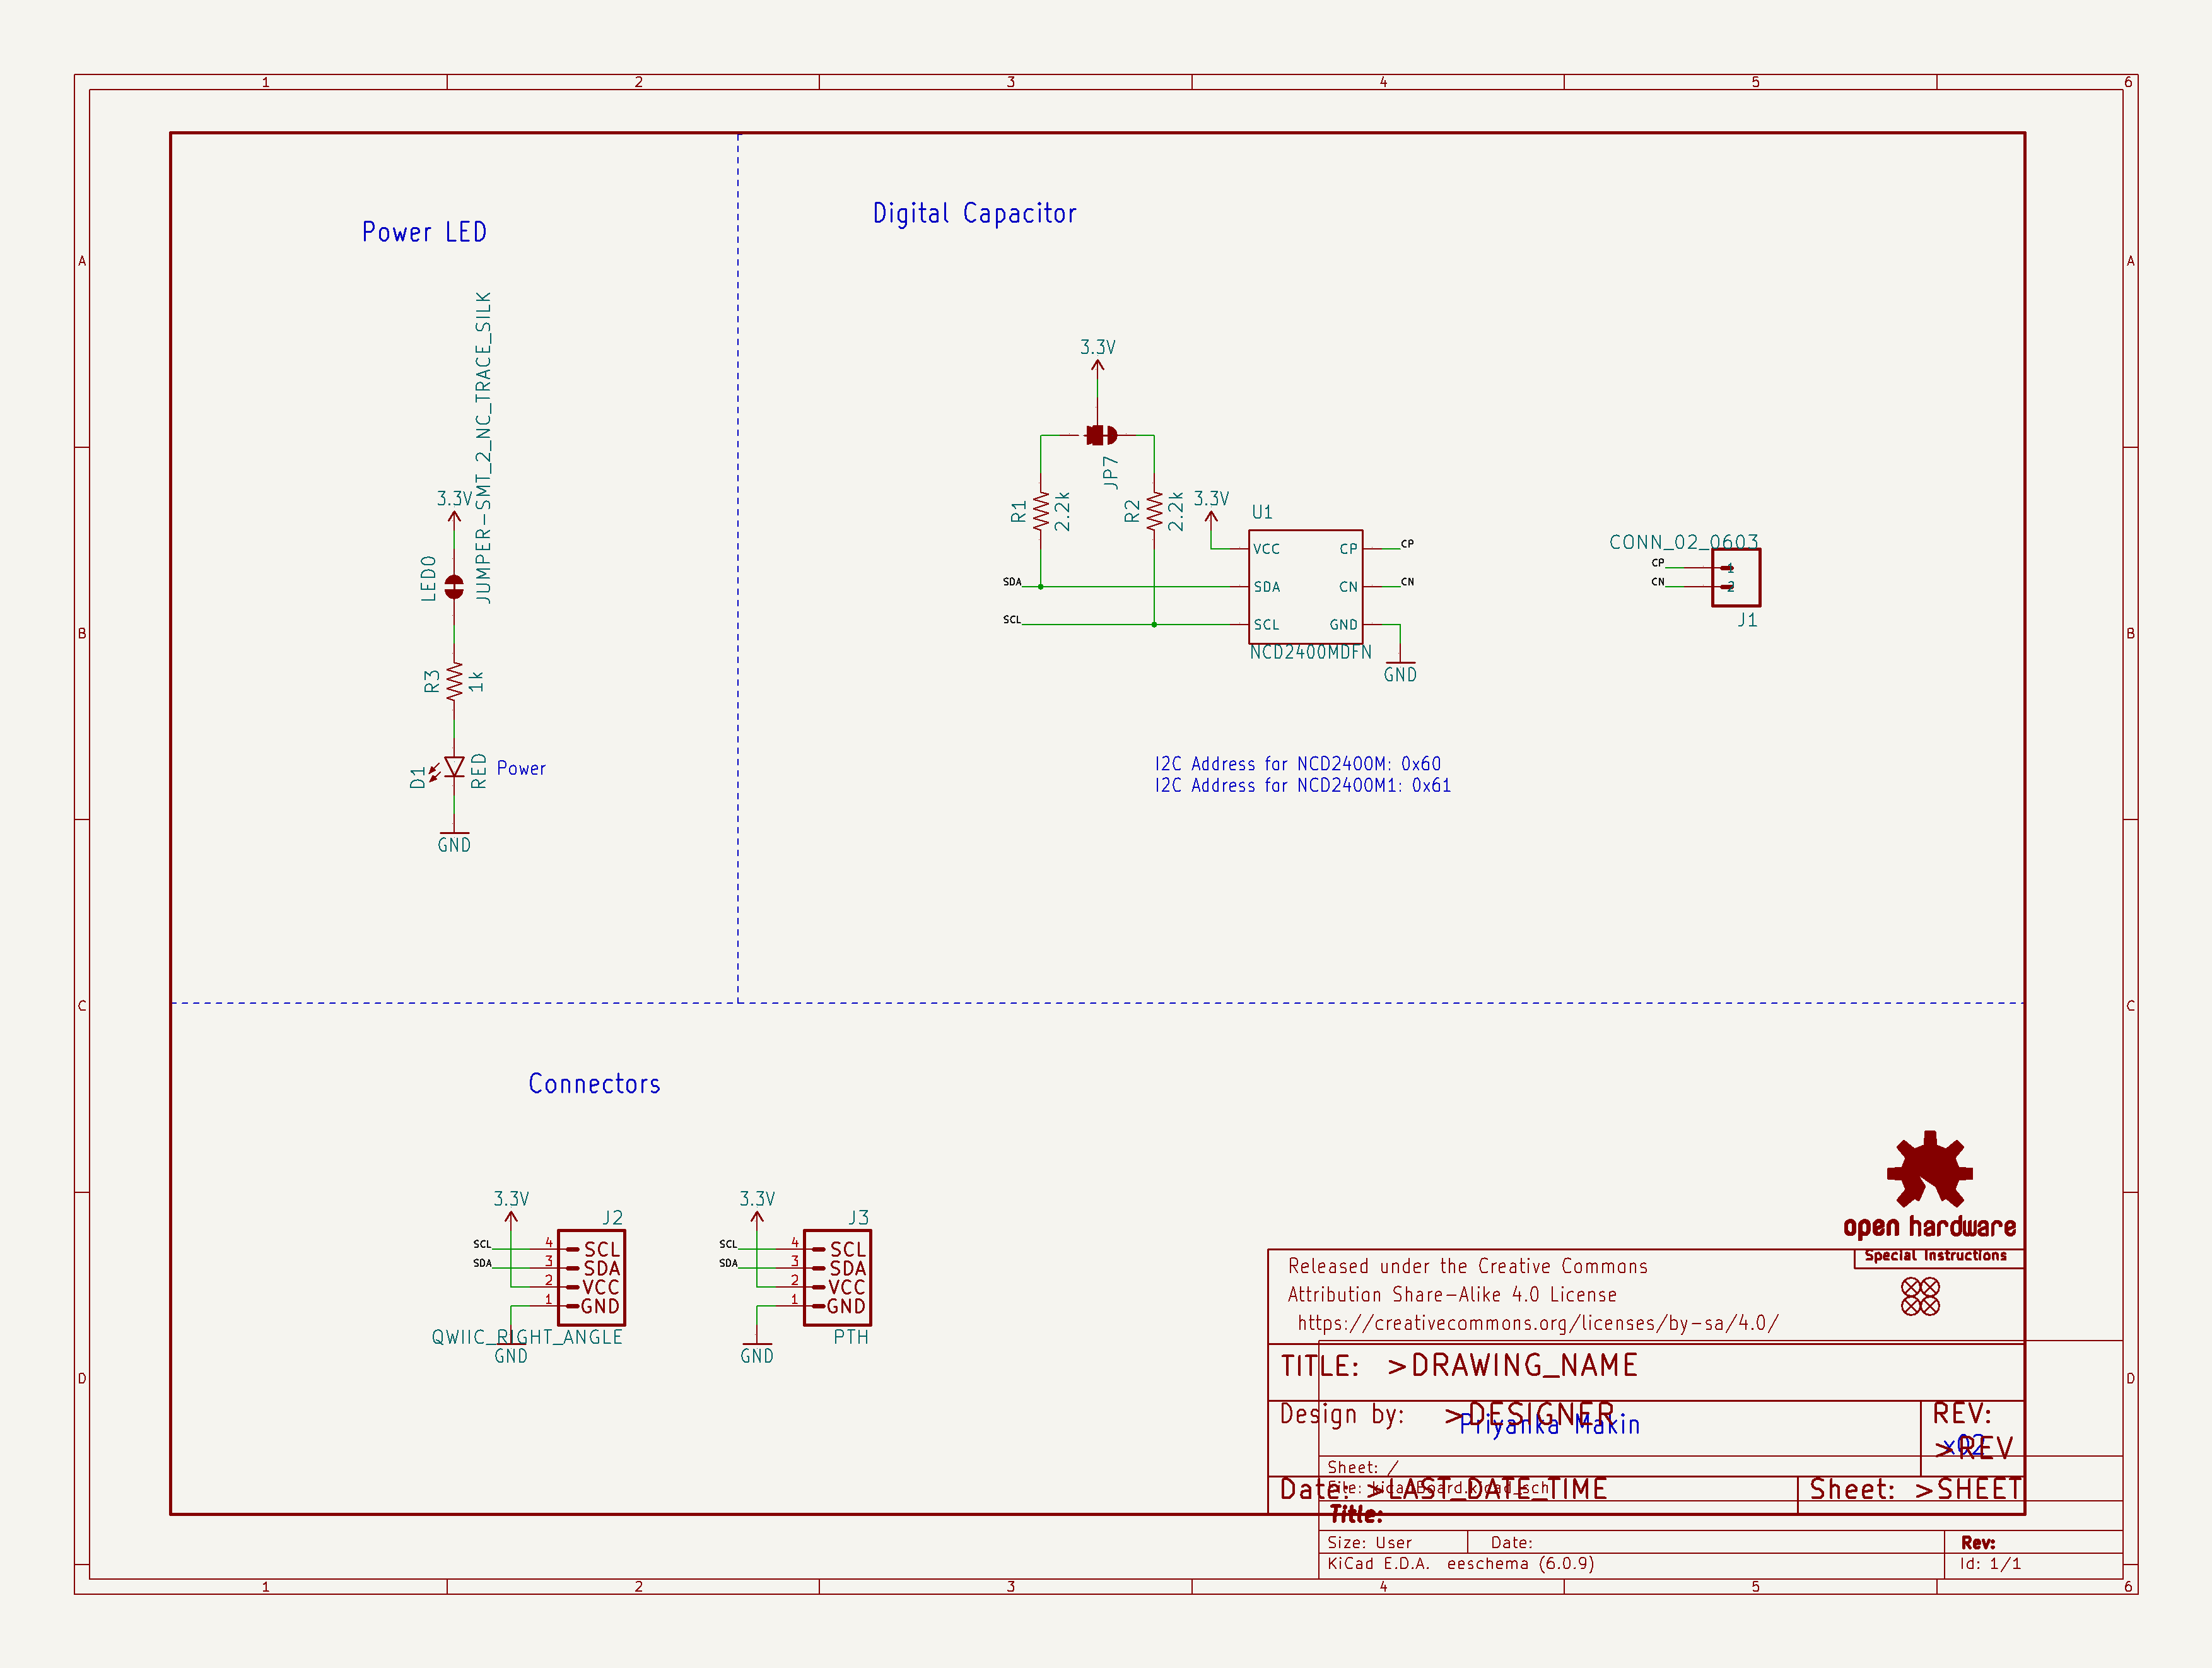 1 2 3 4 5 6
A A
B B
C C
D D
Power LED
JUMPER-SMT_2_NC_TRACE_SILK
3.3V
LED0
R3
1k
D1
RED
Power
GND
Digital Capacitor
3.3V
JP7
R1
2.2k
R2
2.2k
3.3V
U1
VCC CP CP
SDA SDA CN CN
SCL SCL GND
NCD2400MDFN
GND
CONN_02_0603
CP 1
CN 2
J1
I2C Address for NCD2400M: 0x60
I2C Address for NCD2400M1: 0x61
Connectors
3.3V
J2
SCL 4 SCL
SDA 3 SDA
2 VCC
1 GND
QWIIC_RIGHT_ANGLE
GND
3.3V
J3
SCL 4 SCL
SDA 3 SDA
2 VCC
1 GND
PTH
GND
open hardware
Special Instructions
Released under the Creative Commons
Attribution Share-Alike 4.0 License
https://creativecommons.org/licenses/by-sa/4.0/
TITLE: >DRAWING_NAME
Design by: >DESIGNER
Priyanka Makin
REV:
>REV
x02
Sheet: /
File: kicadBoard.kicad_sch
Date: >LAST_DATE_TIME
Sheet: >SHEET
Title:
Size: User Date: Rev:
KiCad E.D.A. eeschema (6.0.9) Id: 1/1
1 2 3 4 5 6